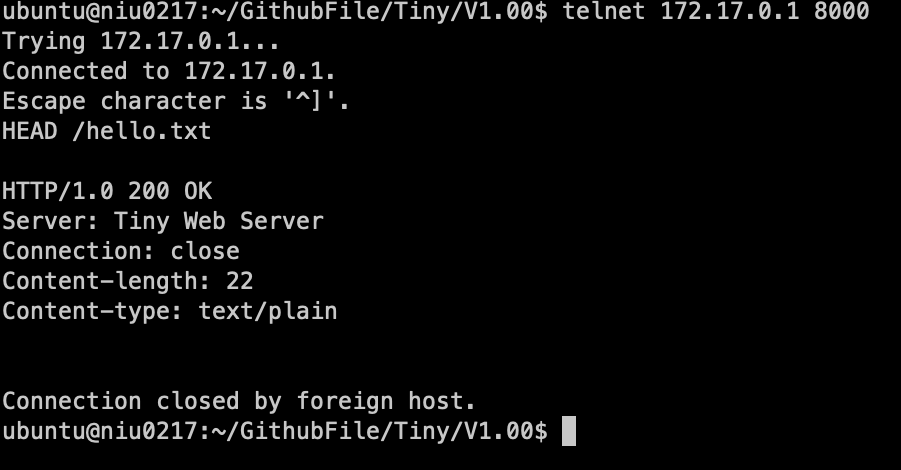 ubuntu@niu0217:~/GithubFile/Tiny/V1.00$ telnet 172.17.0.1 8000
Trying 172.17.0.1...
Connected to 172.17.0.1.
Escape character is '^]'.
HEAD /hello.txt
HTTP/1.0 200 OK
Server: Tiny Web Server
Connection: close
Content-length: 22
Content-type: text/plain
Connection closed by foreign host.
ubuntu@niu0217:~/GithubFile/Tiny/V1.00$